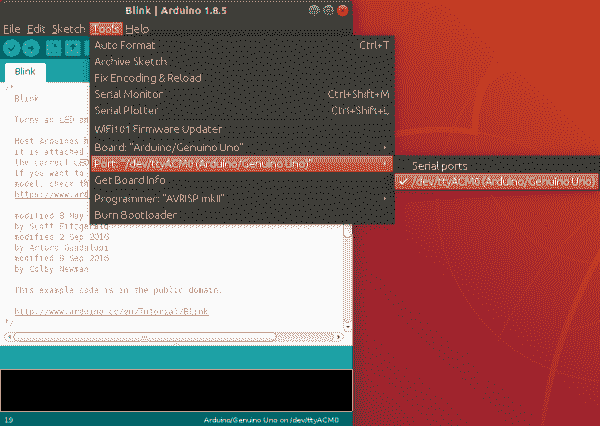 Blink | Arduino 1.8.5
File Edit Sketch Tools Help
Auto Format Ctrl+T
Archive Sketch
Fix Encoding & Reload
Serial Monitor Ctrl+Shift+M
Serial Plotter Ctrl+Shift+L
WiFi101 Firmware Updater
Board: "Arduino/Genuino Uno"
Port: "/dev/ttyACM0 (Arduino/Genuino Uno)"
Get Board Info
Programmer: "AVRISP mkII"
Burn Bootloader
Serial ports
/dev/ttyACM0 (Arduino/Genuino Uno)
Blink
/*
Blink
Turns an LED on
Most Arduinos h
it is attached
the correct LED
If you want to
model, check the
https://www.ard
modified 8 May
by Scott Fitzgerald
modified 2 Sep 2016
by Arturo Guadalupi
modified 8 Sep 2016
by Colby Newman
This example code is in the public domain.
http://www.arduino.cc/en/Tutorial/Blink
*/
19 Arduino/Genuino Uno on /dev/ttyACM0